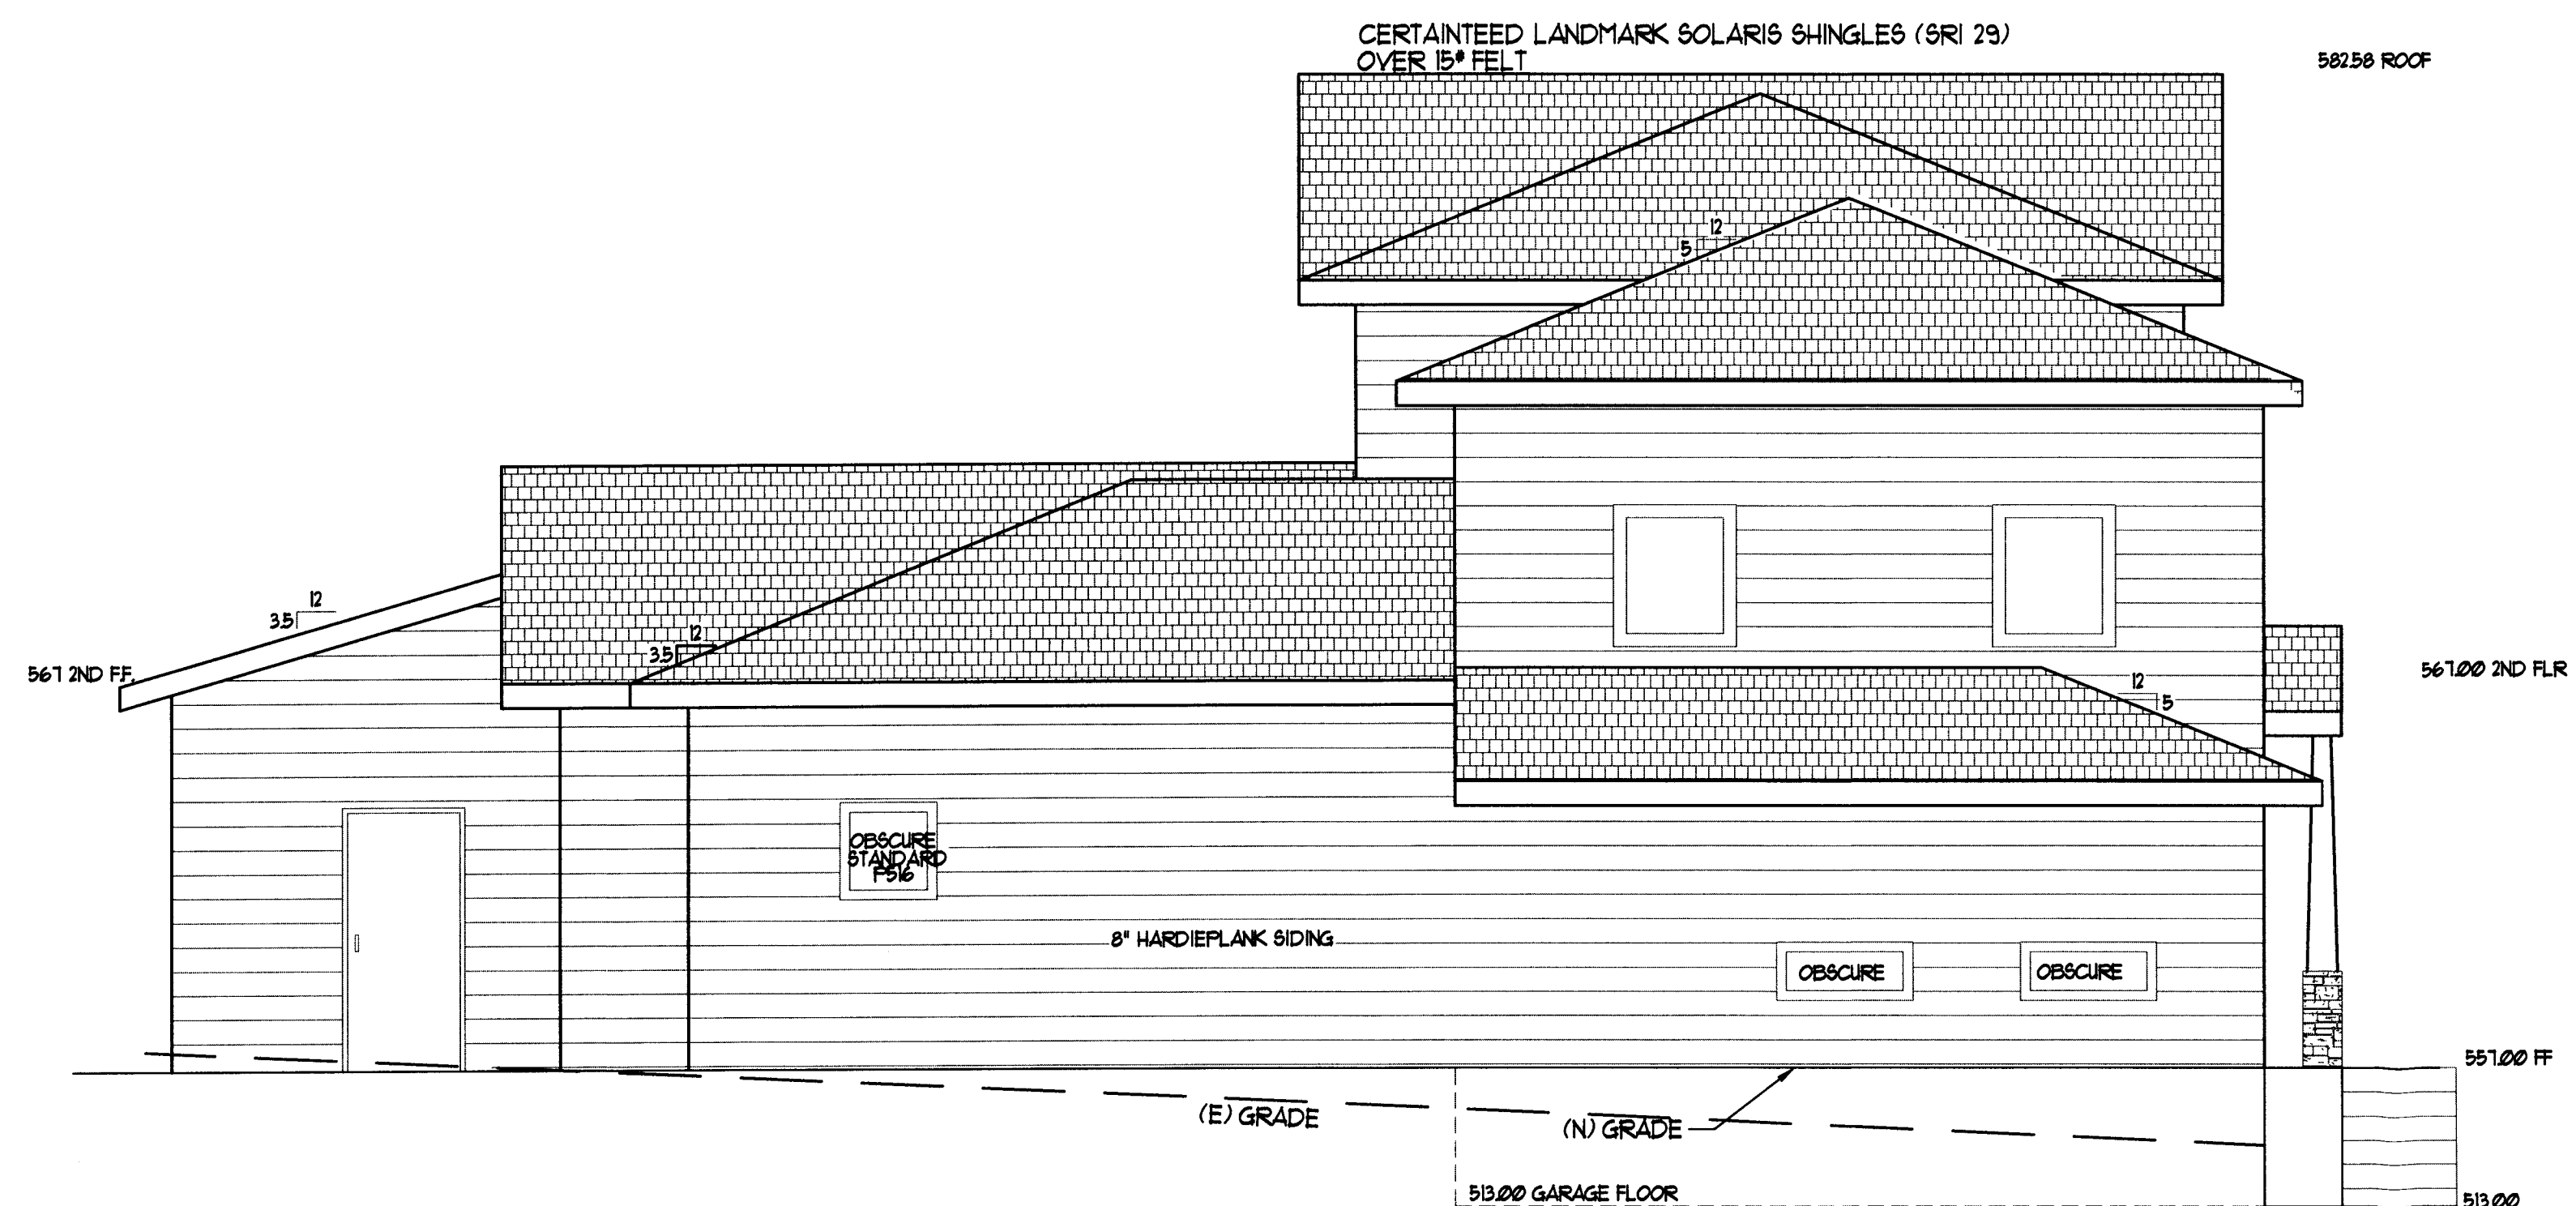 CERTAINTEED LANDMARK SOLARIS SHINGLES (SRI 29)
OVER 15# FELT
582.58 ROOF
12
5
12
3.5
12
3.5
567 2ND F.F.
567.00 2ND FLR
12
5
OBSCURE
STANDARD
P516
8" HARDIEPLANK SIDING
OBSCURE
OBSCURE
557.00 FF
(E) GRADE
(N) GRADE
513.00 GARAGE FLOOR
513.00